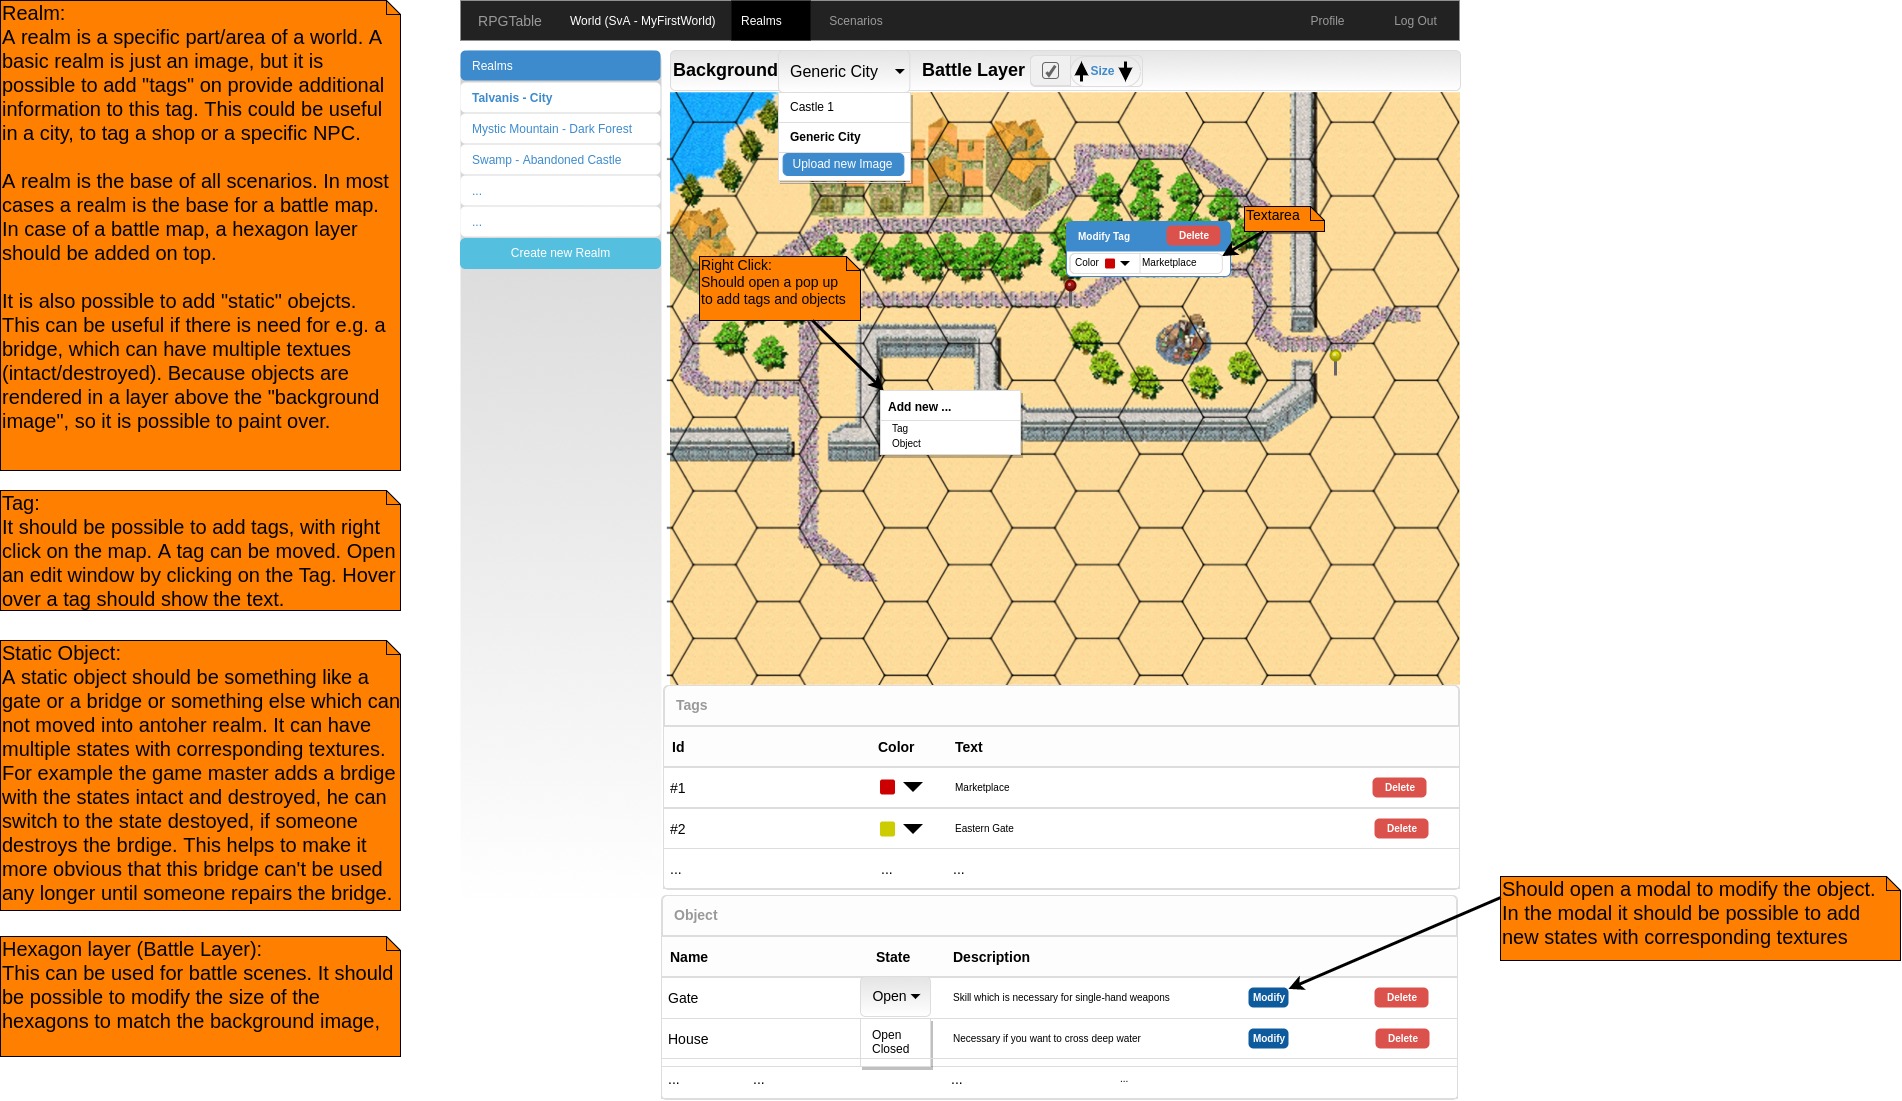 Realm:
A realm is a specific part/area of a world. A
basic realm is just an image, but it is
possible to add "tags" on provide additional
information to this tag. This could be useful
in a city, to tag a shop or a specific NPC.
A realm is the base of all scenarios. In most
cases a realm is the base for a battle map.
In case of a battle map, a hexagon layer
should be added on top.
It is also possible to add "static" obejcts.
This can be useful if there is need for e.g. a
bridge, which can have multiple textues
(intact/destroyed). Because objects are
rendered in a layer above the "background
image", so it is possible to paint over.
Tag:
It should be possible to add tags, with right
click on the map. A tag can be moved. Open
an edit window by clicking on the Tag. Hover
over a tag should show the text.
Static Object:
A static object should be something like a
gate or a bridge or something else which can
not moved into antoher realm. It can have
multiple states with corresponding textures.
For example the game master adds a brdige
with the states intact and destroyed, he can
switch to the state destoyed, if someone
destroys the brdige. This helps to make it
more obvious that this bridge can't be used
any longer until someone repairs the bridge.
Hexagon layer (Battle Layer):
This can be used for battle scenes. It should
be possible to modify the size of the
hexagons to match the background image,
RPGTable World (SvA - MyFirstWorld) Realms Scenarios Profile Log Out
Realms
Talvanis - City
Mystic Mountain - Dark Forest
Swamp - Abandoned Castle
...
...
Create new Realm
Background Generic City Battle Layer Size
Castle 1
Generic City
Upload new Image
Textarea
Modify Tag Delete
Color Marketplace
Right Click:
Should open a pop up
to add tags and objects
Add new ...
Tag
Object
Tags
Id Color Text
#1 Marketplace Delete
#2 Eastern Gate Delete
... ... ...
Object
Name State Description
Gate Open Skill which is necessary for single-hand weapons Modify Delete
Open
Closed
House Necessary if you want to cross deep water Modify Delete
... ... ... ...
Should open a modal to modify the object.
In the modal it should be possible to add
new states with corresponding textures